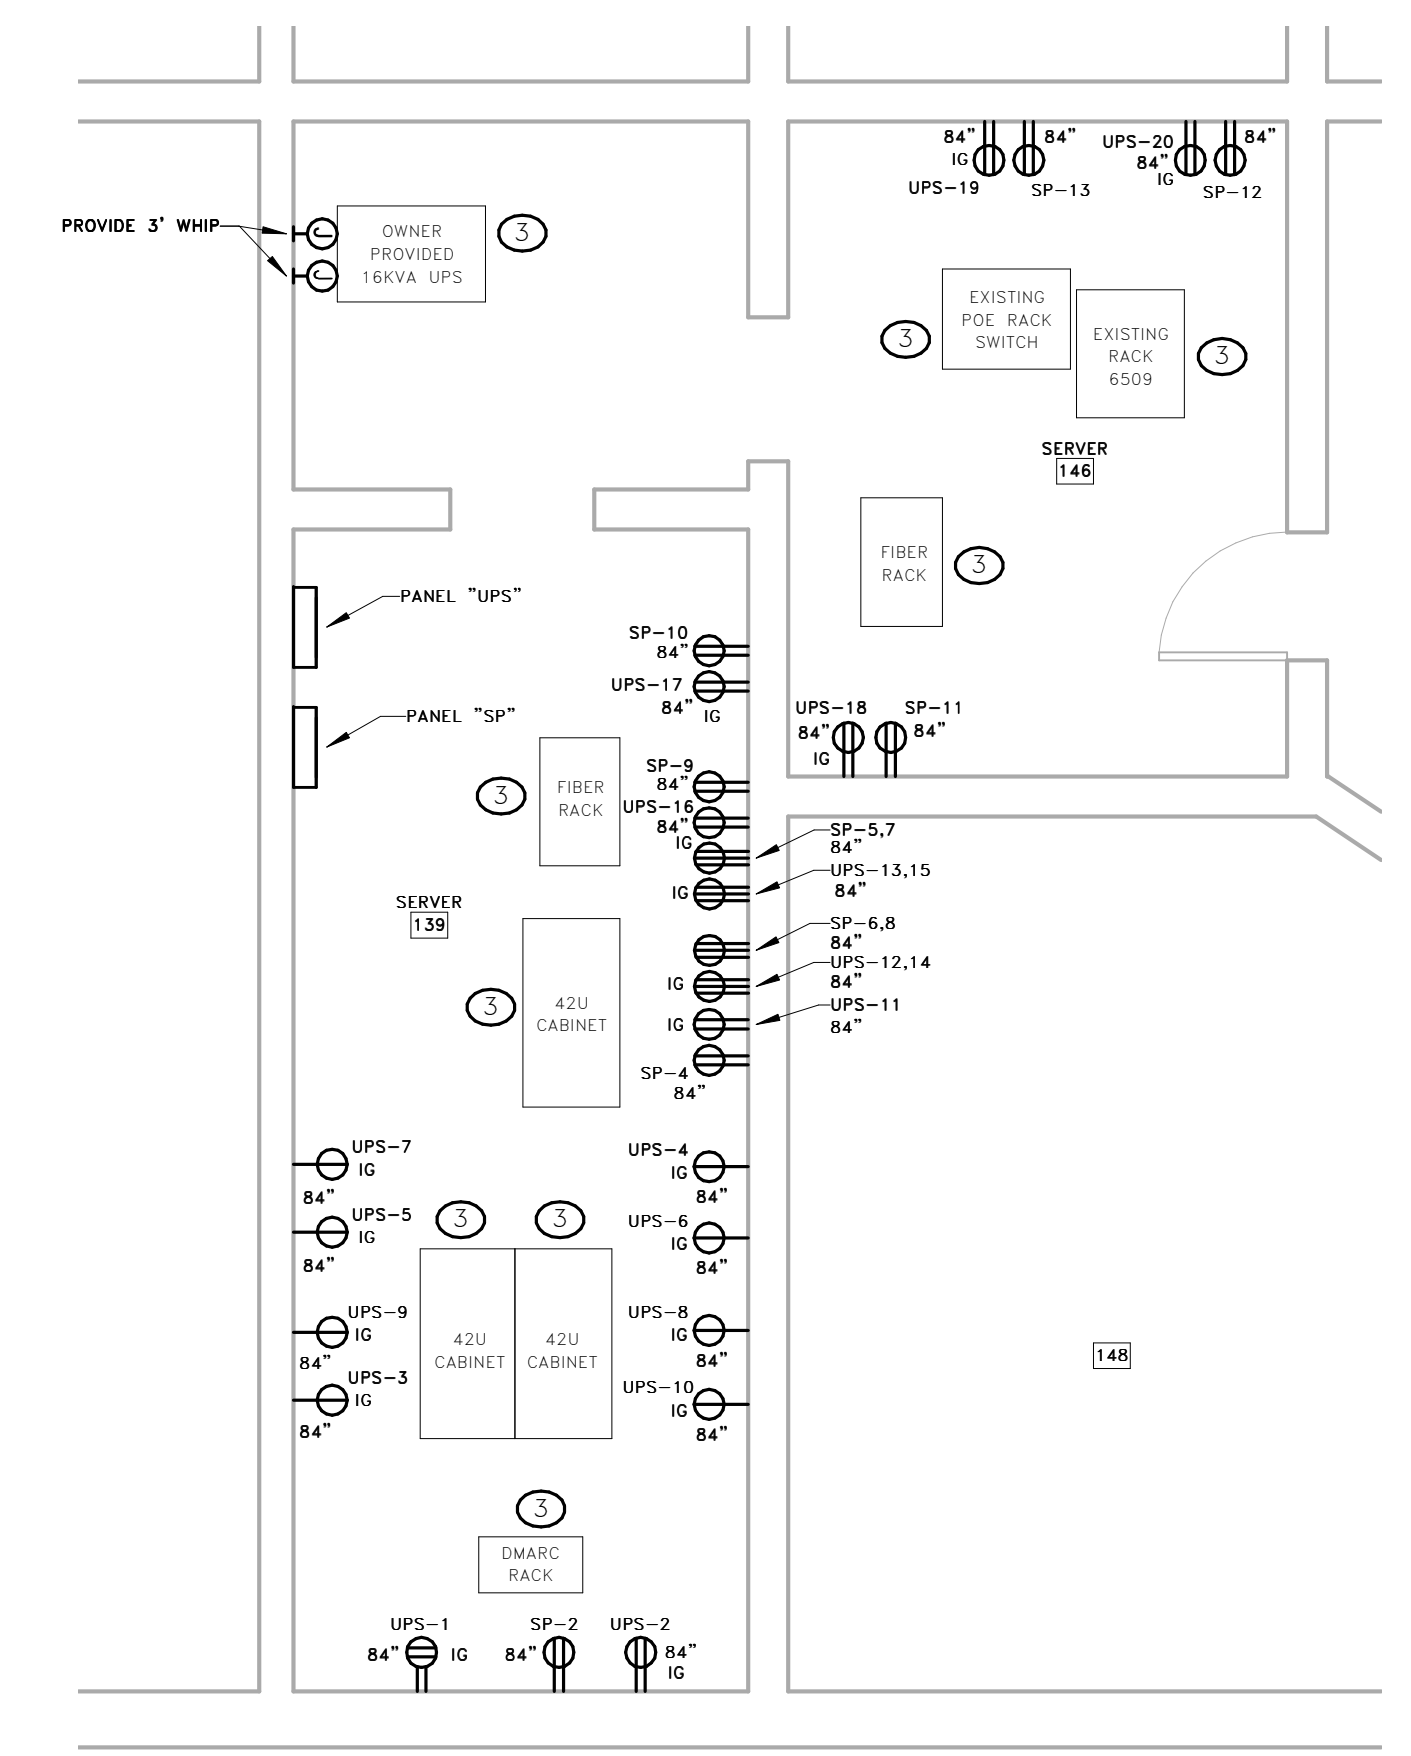 84" 84" UPS-20 84"
IG 84"
IG
UPS-19 SP-13 SP-12
PROVIDE 3' WHIP
OWNER
PROVIDED
16KVA UPS
3
EXISTING
POE RACK
SWITCH
3
EXISTING
RACK
6509
3
SERVER
146
FIBER
RACK
3
PANEL "UPS"
SP-10
84"
UPS-17
84" IG
PANEL "SP"
UPS-18 SP-11
84" 84"
IG
FIBER
RACK
3
SP-9
84"
UPS-16
84"
IG
SP-5,7
84"
IG
UPS-13,15
84"
SERVER
139
SP-6,8
84"
IG
UPS-12,14
84"
IG
UPS-11
84"
42U
CABINET
3
SP-4
84"
UPS-7
IG
84"
UPS-4
IG
84"
UPS-5
IG
84"
3 3
UPS-6
IG
84"
UPS-9
IG
84"
42U
CABINET
42U
CABINET
UPS-8
IG
84"
148
UPS-3
IG
84"
UPS-10
IG
84"
3
DMARC
RACK
UPS-1 SP-2 UPS-2
84" IG 84" 84"
IG